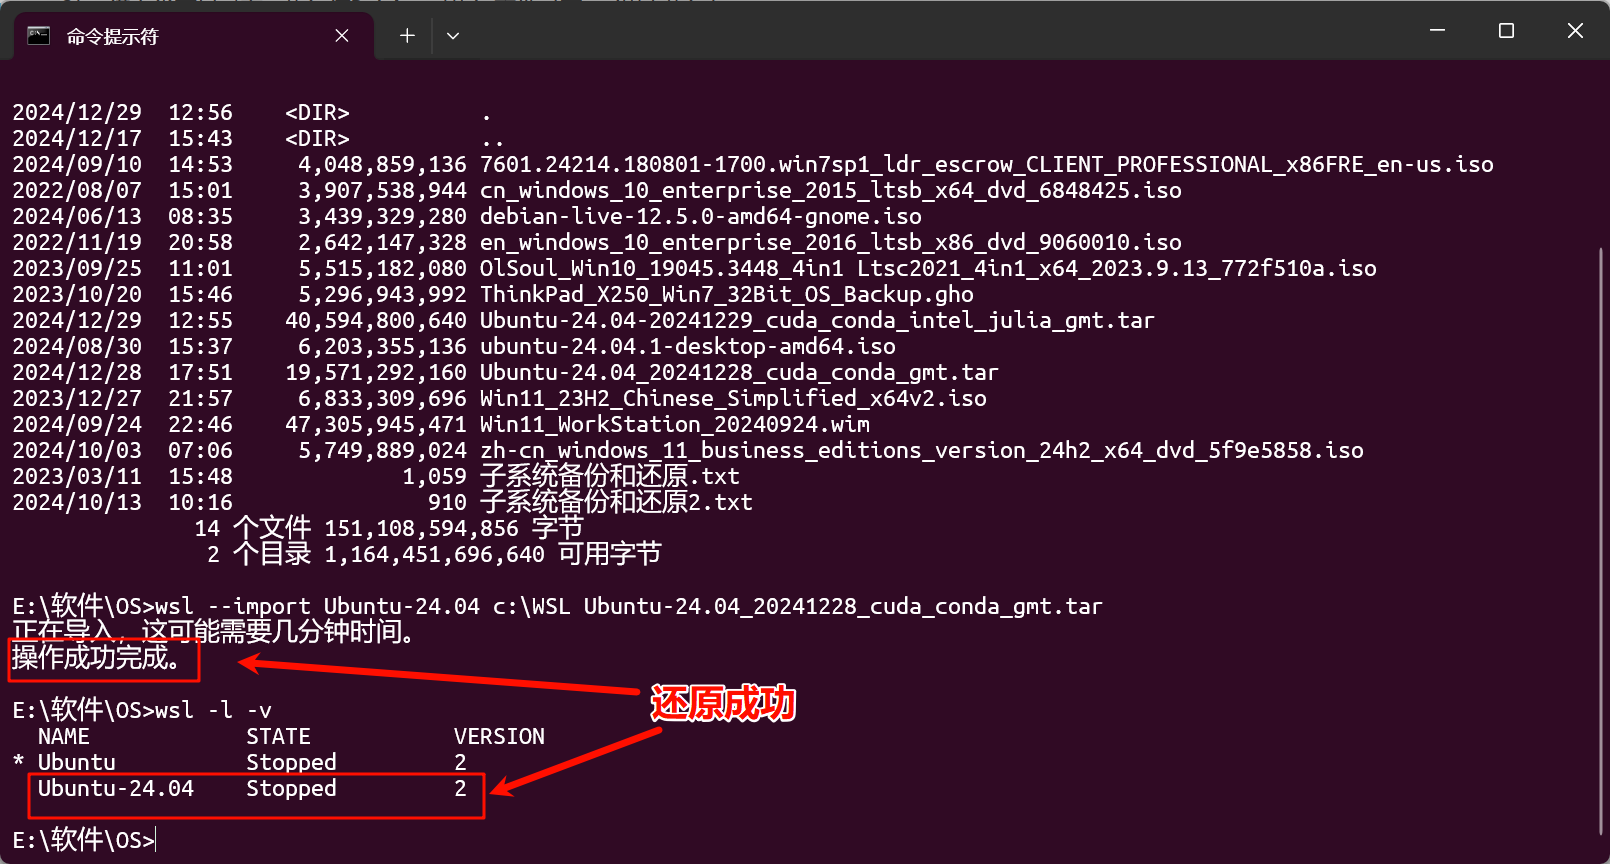 命令提示符
2024/12/29  12:56    <DIR>          .
2024/12/17  15:43    <DIR>          ..
2024/09/10  14:53     4,048,859,136 7601.24214.180801-1700.win7sp1_ldr_escrow_CLIENT_PROFESSIONAL_x86FRE_en-us.iso
2022/08/07  15:01     3,907,538,944 cn_windows_10_enterprise_2015_ltsb_x64_dvd_6848425.iso
2024/06/13  08:35     3,439,329,280 debian-live-12.5.0-amd64-gnome.iso
2022/11/19  20:58     2,642,147,328 en_windows_10_enterprise_2016_ltsb_x86_dvd_9060010.iso
2023/09/25  11:01     5,515,182,080 OlSoul_Win10_19045.3448_4in1 Ltsc2021_4in1_x64_2023.9.13_772f510a.iso
2023/10/20  15:46     5,296,943,992 ThinkPad_X250_Win7_32Bit_OS_Backup.gho
2024/12/29  12:55    40,594,800,640 Ubuntu-24.04-20241229_cuda_conda_intel_julia_gmt.tar
2024/08/30  15:37     6,203,355,136 ubuntu-24.04.1-desktop-amd64.iso
2024/12/28  17:51    19,571,292,160 Ubuntu-24.04_20241228_cuda_conda_gmt.tar
2023/12/27  21:57     6,833,309,696 Win11_23H2_Chinese_Simplified_x64v2.iso
2024/09/24  22:46    47,305,945,471 Win11_WorkStation_20240924.wim
2024/10/03  07:06     5,749,889,024 zh-cn_windows_11_business_editions_version_24h2_x64_dvd_5f9e5858.iso
2023/03/11  15:48             1,059 子系统备份和还原.txt
2024/10/13  10:16               910 子系统备份和还原2.txt
14 个文件 151,108,594,856 字节
2 个目录 1,164,451,696,640 可用字节
E:\软件\OS>wsl --import Ubuntu-24.04 c:\WSL Ubuntu-24.04_20241228_cuda_conda_gmt.tar
正在导入，这可能需要几分钟时间。
操作成功完成。
还原成功
E:\软件\OS>wsl -l -v
NAME            STATE           VERSION
* Ubuntu          Stopped         2
Ubuntu-24.04    Stopped         2
E:\软件\OS>